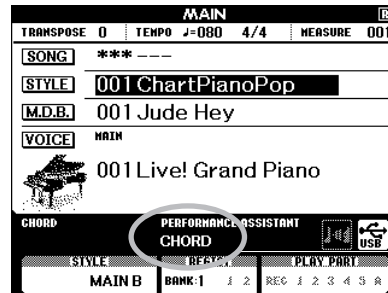 MAIN
TRANSPOSE 0 TEMPO ♩=080 4/4 MEASURE 001
SONG *** ---
STYLE 001 ChartPianoPop
M.D.B. 001 Jude Hey
VOICE MAIN
001 Live! Grand Piano
CHORD PERFORMANCE ASSISTANT
CHORD
USB
STYLE REGIST PLAY PART
MAIN B BANK:1 1 2 REC 1 2 3 4 5 A